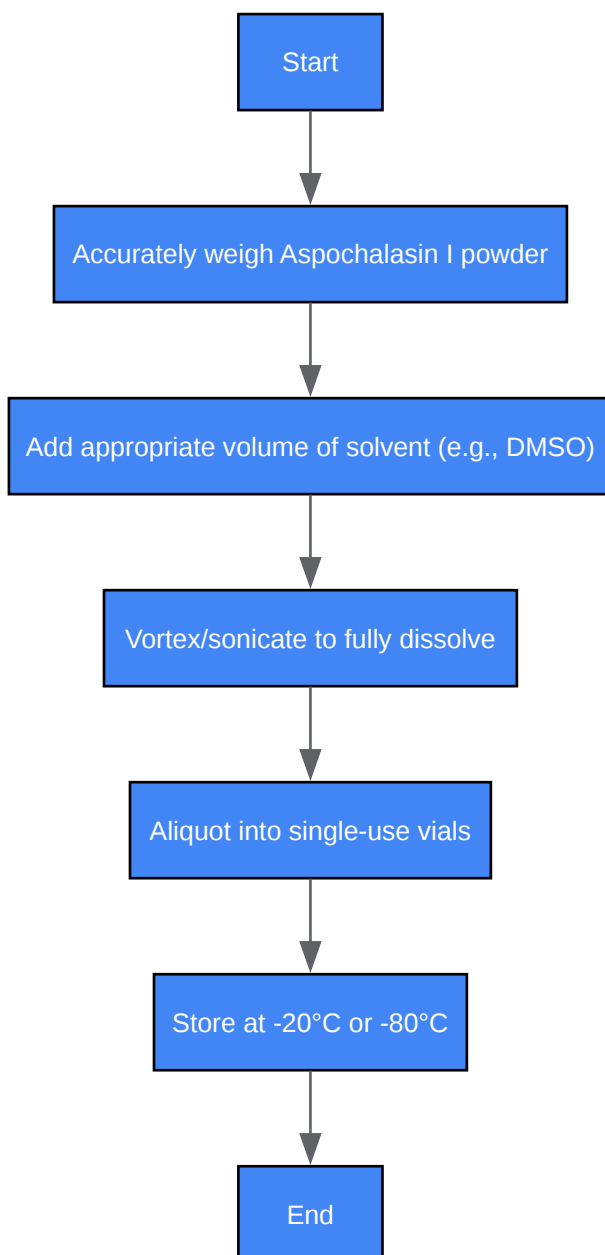 Start
Accurately weigh Aspochalasin I powder
Add appropriate volume of solvent (e.g., DMSO)
Vortex/sonicate to fully dissolve
Aliquot into single-use vials
Store at -20°C or -80°C
End